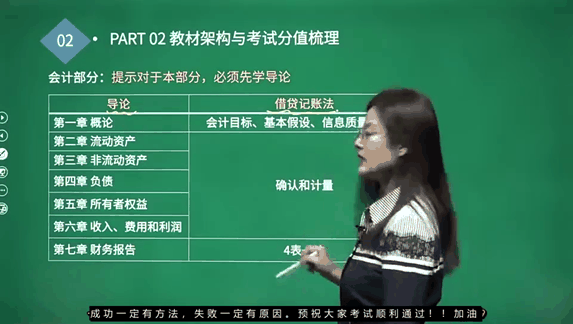 02 • PART 02 教材架构与考试分值梳理
会计部分：提示对于本部分，必须先学导论
导论 借贷记账法
第一章 概论 会计目标、基本假设、信息质量
第二章 流动资产
第三章 非流动资产
第四章 负债 确认和计量
第五章 所有者权益
第六章 收入、费用和利润
第七章 财务报告 4表
成功一定有方法，失败一定有原因。预祝大家考试顺利通过！！加油